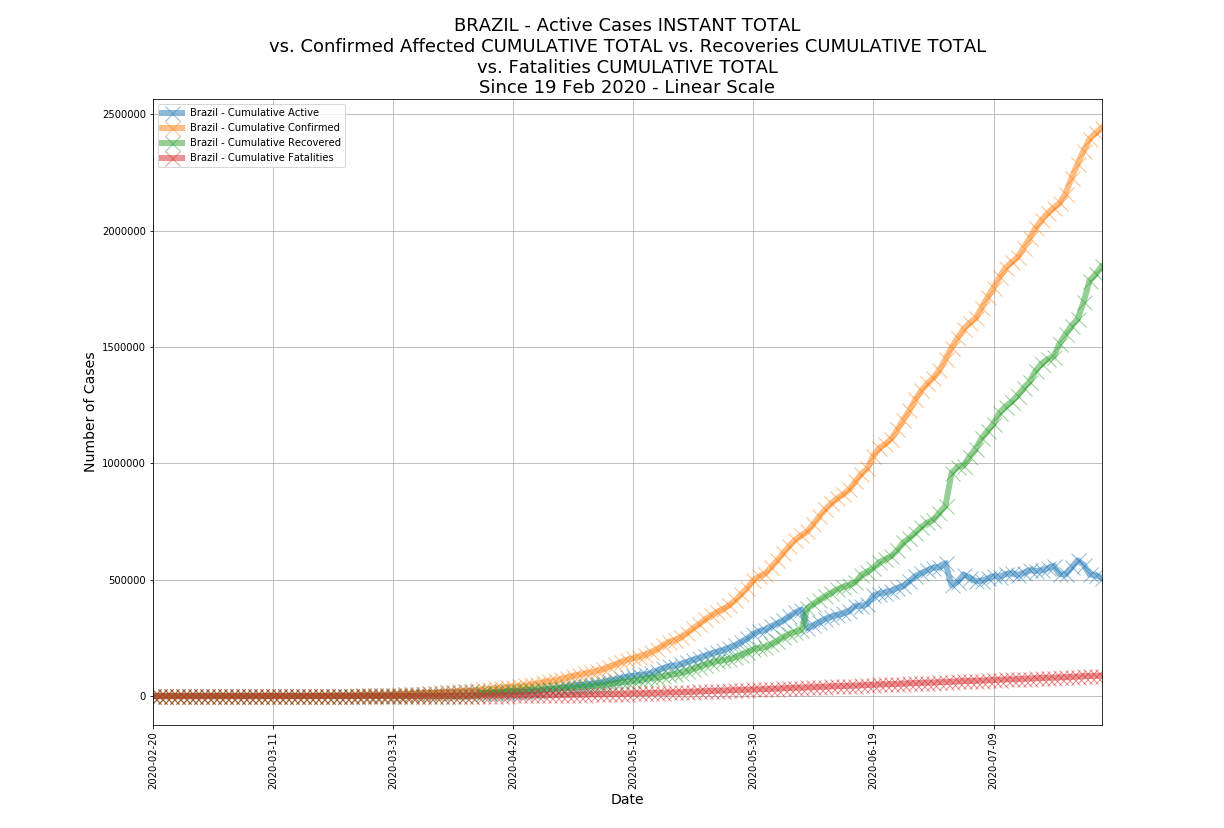 BRAZIL - Active Cases INSTANT TOTAL
vs. Confirmed Affected CUMULATIVE TOTAL vs. Recoveries CUMULATIVE TOTAL
vs. Fatalities CUMULATIVE TOTAL
Since 19 Feb 2020 - Linear Scale
Brazil - Cumulative Active
Brazil - Cumulative Confirmed
Brazil - Cumulative Recovered
Brazil - Cumulative Fatalities
Number of Cases
2500000
2000000
1500000
1000000
500000
0
2020-02-20
2020-03-11
2020-03-31
2020-04-20
2020-05-10
2020-05-30
2020-06-19
2020-07-09
Date